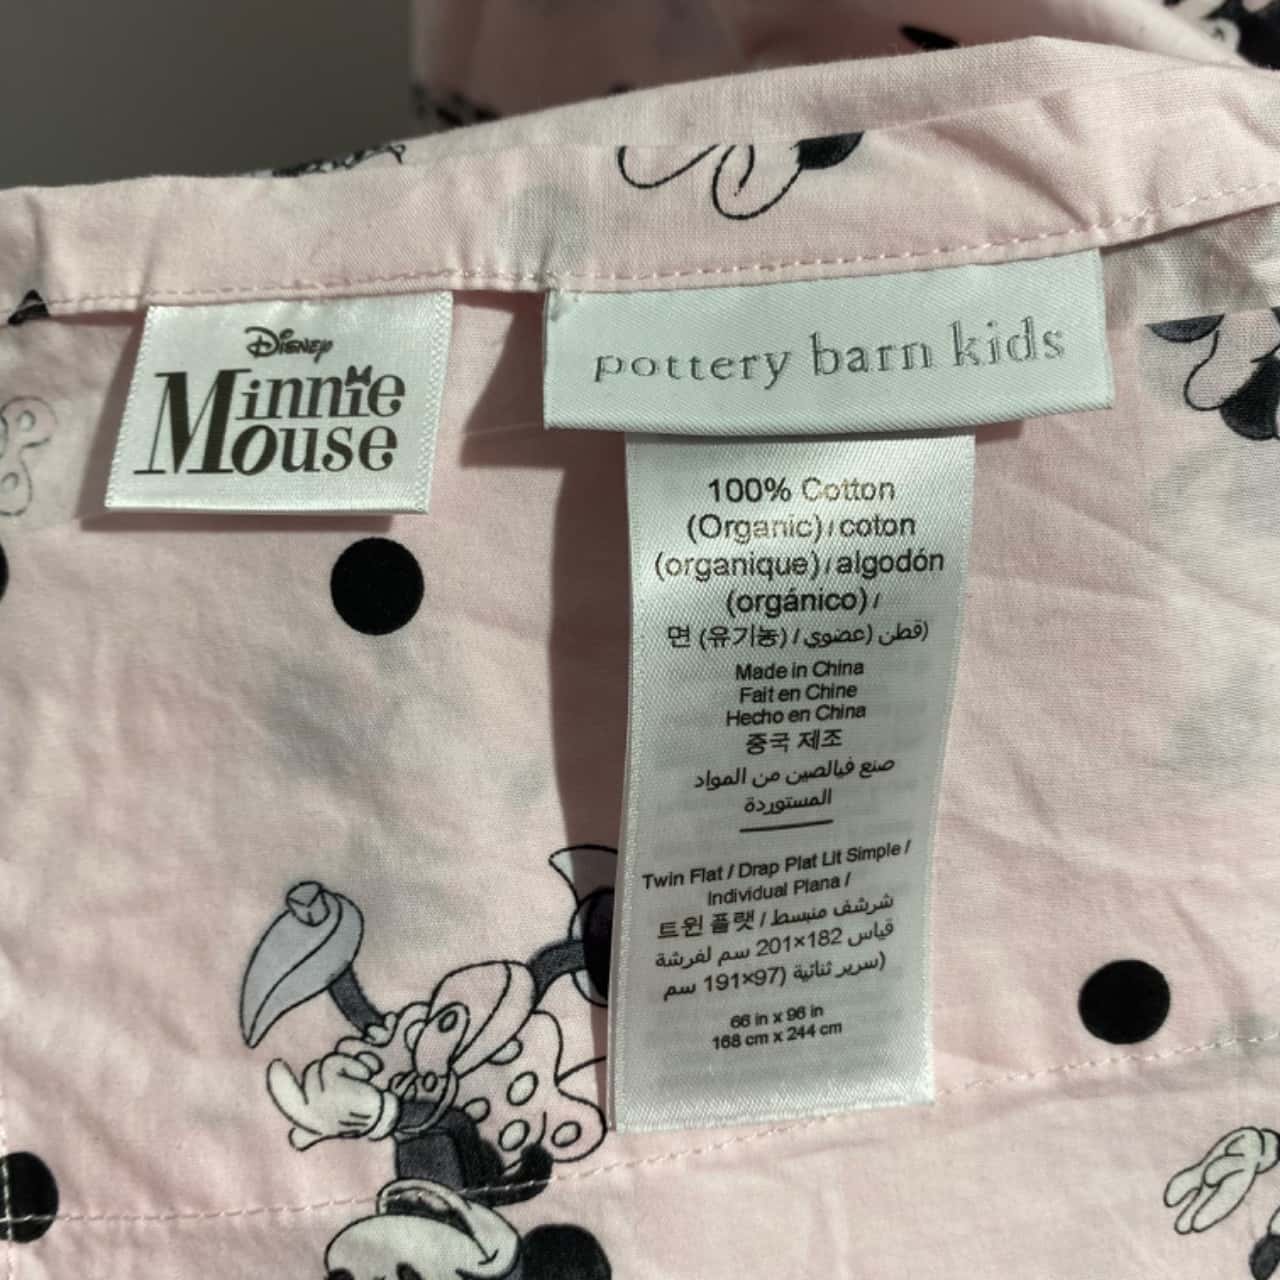 Disney
Minnie
Mouse
pottery barn kids
100% Cotton
(Organic) / coton
(organique) / algodón
(orgánico) /
면 (유기농) / قطن (عضوي)
Made in China
Fait en Chine
Hecho en China
중국 제조
صنع فيالصين من المواد
المستوردة
Twin Flat / Drap Plat Lit Simple /
Individual Plana /
트윈 플랫 / شرشف منبسط
قياس 182×201 سم لفرشة
سرير ثنائية (97×191 سم)
66 in x 96 in
168 cm x 244 cm